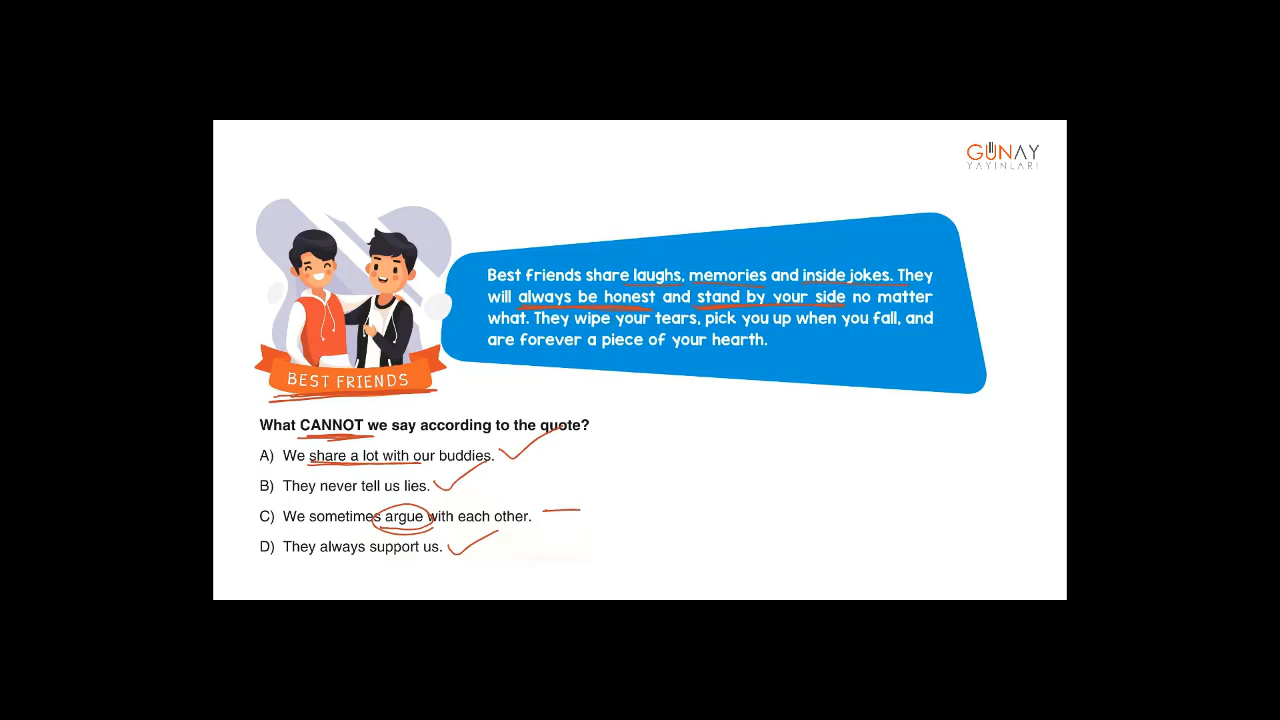 GÜNAY
YAYINLARI
Best friends share laughs, memories and inside jokes. They
will always be honest and stand by your side no matter
what. They wipe your tears, pick you up when you fall, and
are forever a piece of your hearth.
BEST FRIENDS
What CANNOT we say according to the quote?
A) We share a lot with our buddies.
B) They never tell us lies.
C) We sometimes argue with each other.
D) They always support us.